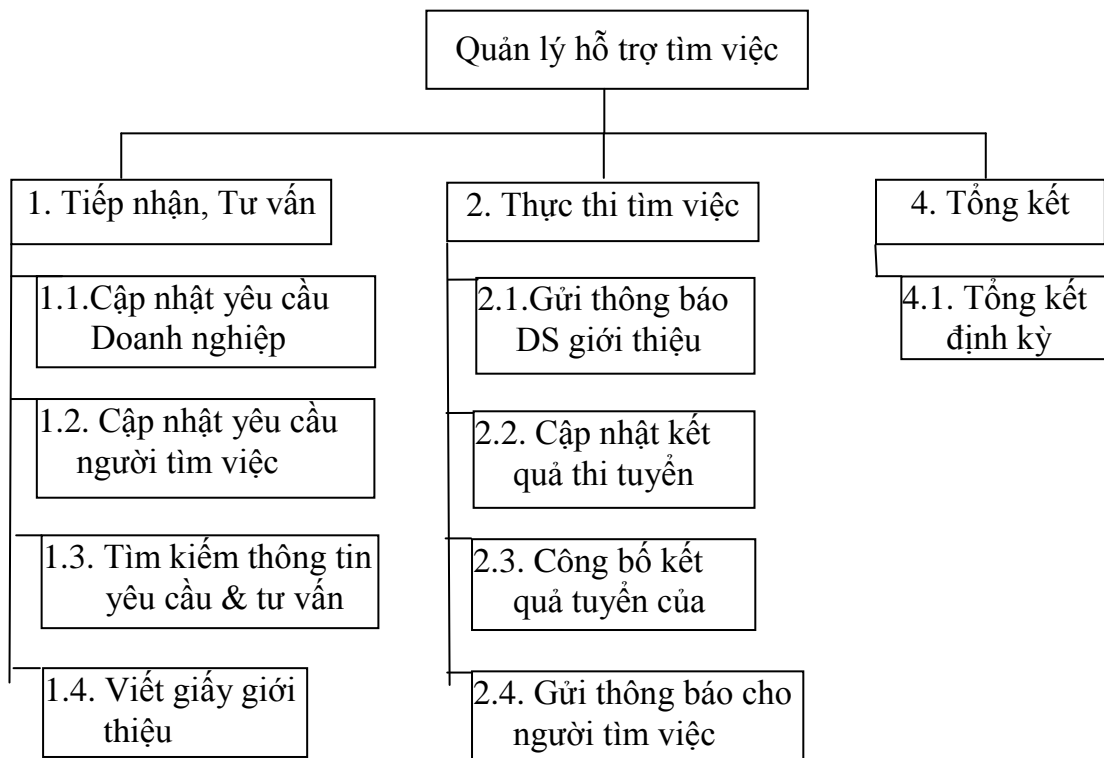 Quản lý hỗ trợ tìm việc
1. Tiếp nhận, Tư vấn
1.1.Cập nhật yêu cầu
Doanh nghiệp
1.2. Cập nhật yêu cầu
người tìm việc
1.3. Tìm kiếm thông tin
yêu cầu & tư vấn
1.4. Viết giấy giới
thiệu
2. Thực thi tìm việc
2.1.Gửi thông báo
DS giới thiệu
2.2. Cập nhật kết
quả thi tuyển
2.3. Công bố kết
quả tuyển của
2.4. Gửi thông báo cho
người tìm việc
4. Tổng kết
4.1. Tổng kết
định kỳ